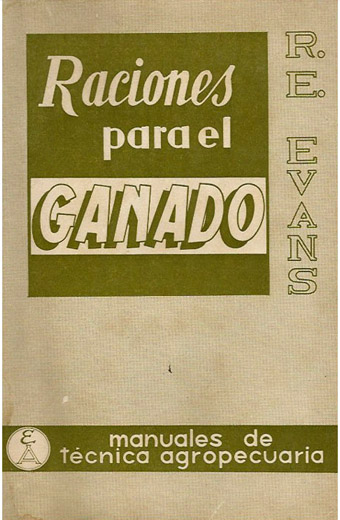 Raciones
para el
GANADO
R. E. EVANS
EA
manuales de
técnica agropecuaria